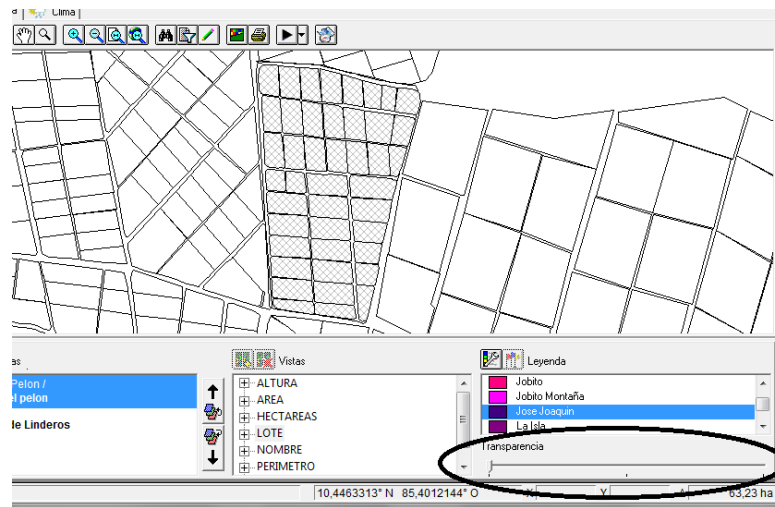 a
Clima
as
Vistas
Leyenda
Pelon /
el pelon
de Linderos
ALTURA
AREA
HECTAREAS
LOTE
NOMBRE
PERIMETRO
Jobito
Jobito Montaña
Jose Joaquin
La Isla
Transparencia
10,4463313° N 85,4012144° O X Y A 63,23 ha